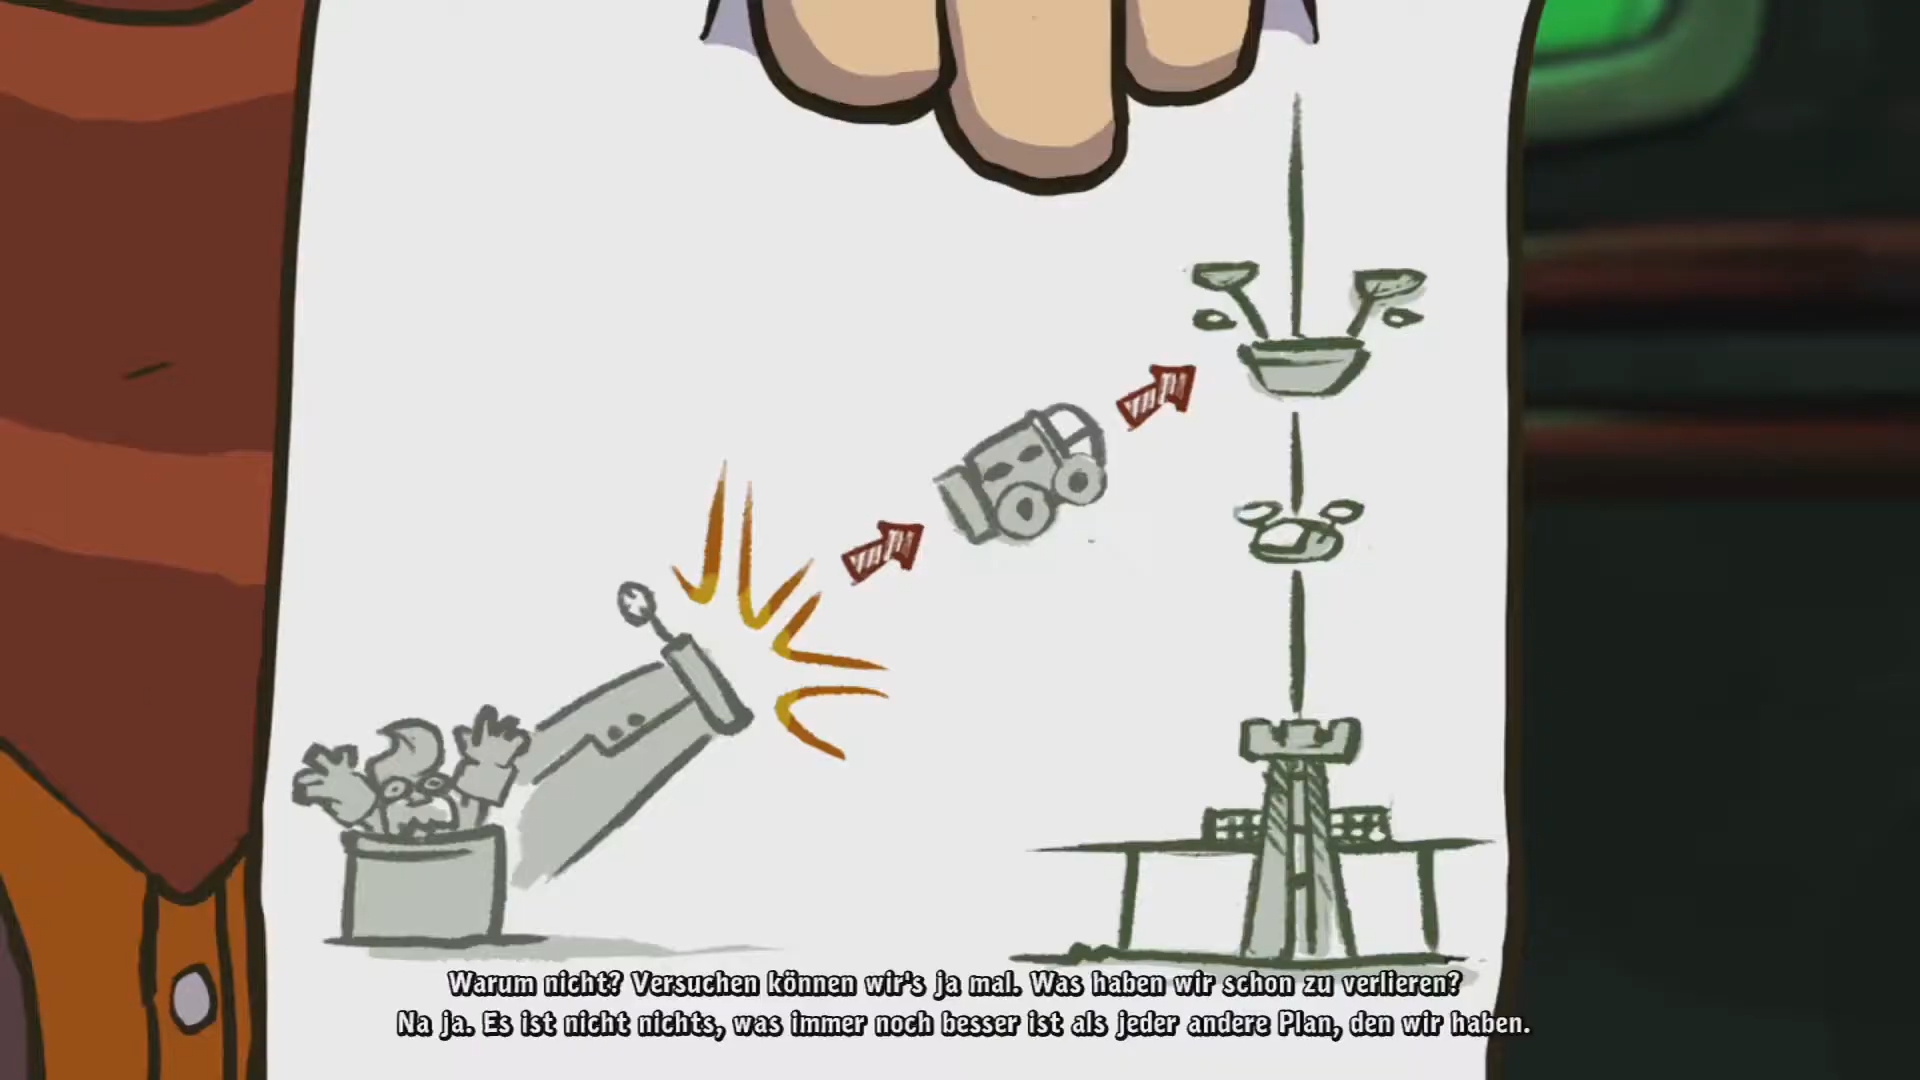 Warum nicht? Versuchen können wir's ja mal. Was haben wir schon zu verlieren?
Na ja. Es ist nicht nichts, was immer noch besser ist als jeder andere Plan, den wir haben.